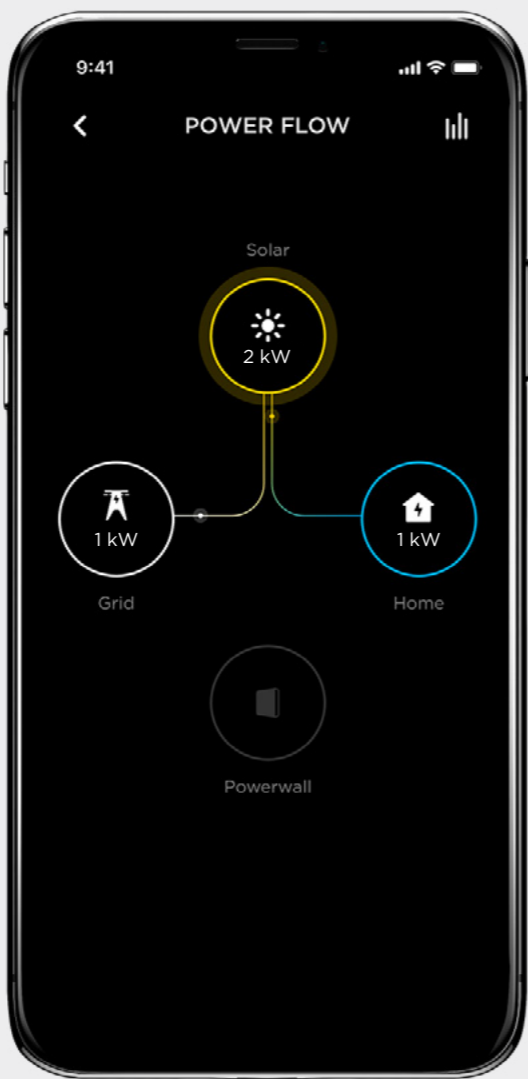 9:41
POWER FLOW
Solar
2 kW
1 kW
1 kW
Grid
Home
Powerwall